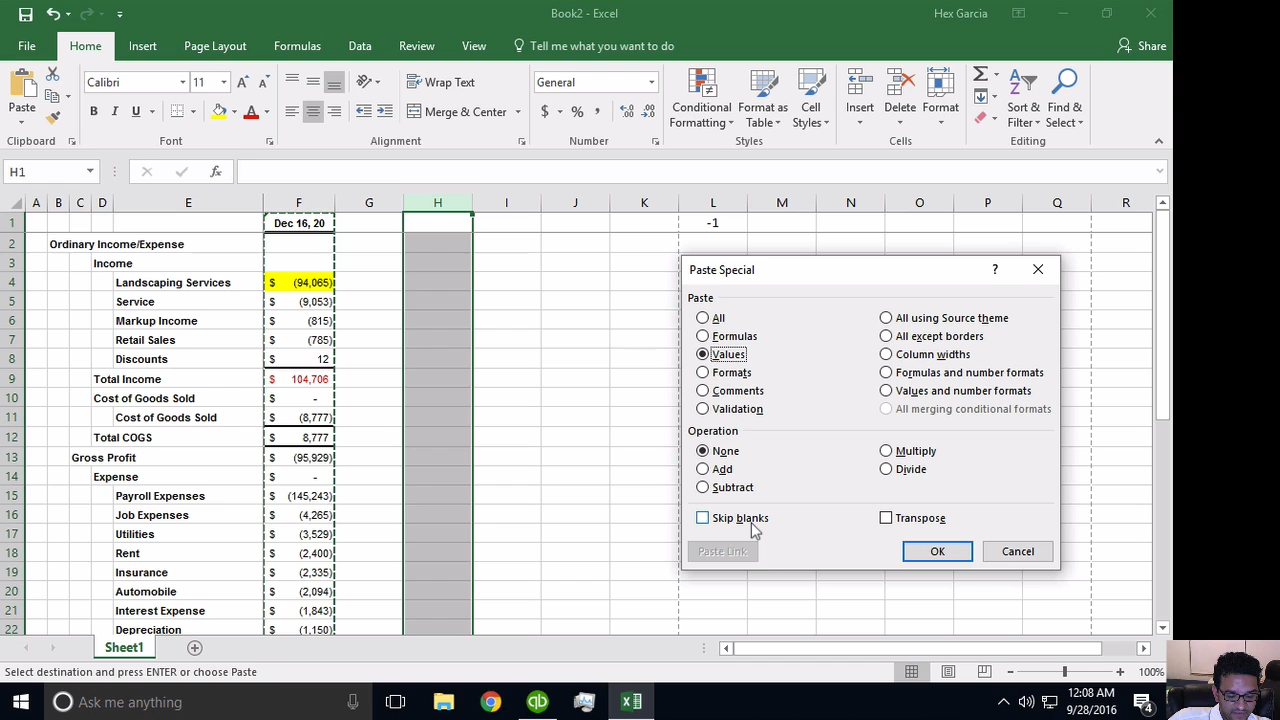 Book2 - Excel
Hex Garcia
File Home Insert Page Layout Formulas Data Review View Tell me what you want to do Share
Calibri 11 A A Wrap Text General
Paste B I U A Merge & Center $ % , Conditional Formatting Format as Table Cell Styles Insert Delete Format Sort & Filter Find & Select
Clipboard Font Alignment Number Styles Cells Editing
H1 fx
A B C D E F G H I J K L M N O P Q R
1 Dec 16, 20 -1
2 Ordinary Income/Expense
3 Income
4 Landscaping Services $ (94,065)
5 Service $ (9,053)
6 Markup Income $ (815)
7 Retail Sales $ (785)
8 Discounts $ 12
9 Total Income $ 104,706
10 Cost of Goods Sold $ -
11 Cost of Goods Sold $ (8,777)
12 Total COGS $ 8,777
13 Gross Profit $ (95,929)
14 Expense $ -
15 Payroll Expenses $ (145,243)
16 Job Expenses $ (4,265)
17 Utilities $ (3,529)
18 Rent $ (2,400)
19 Insurance $ (2,335)
20 Automobile $ (2,094)
21 Interest Expense $ (1,843)
22 Depreciation $ (1,150)
Paste Special ?
Paste
All All using Source theme
Formulas All except borders
Values Column widths
Formats Formulas and number formats
Comments Values and number formats
Validation All merging conditional formats
Operation
None Multiply
Add Divide
Subtract
Skip blanks Transpose
Paste Link OK Cancel
Sheet1
Select destination and press ENTER or choose Paste 100%
Ask me anything 12:08 AM
9/28/2016 4